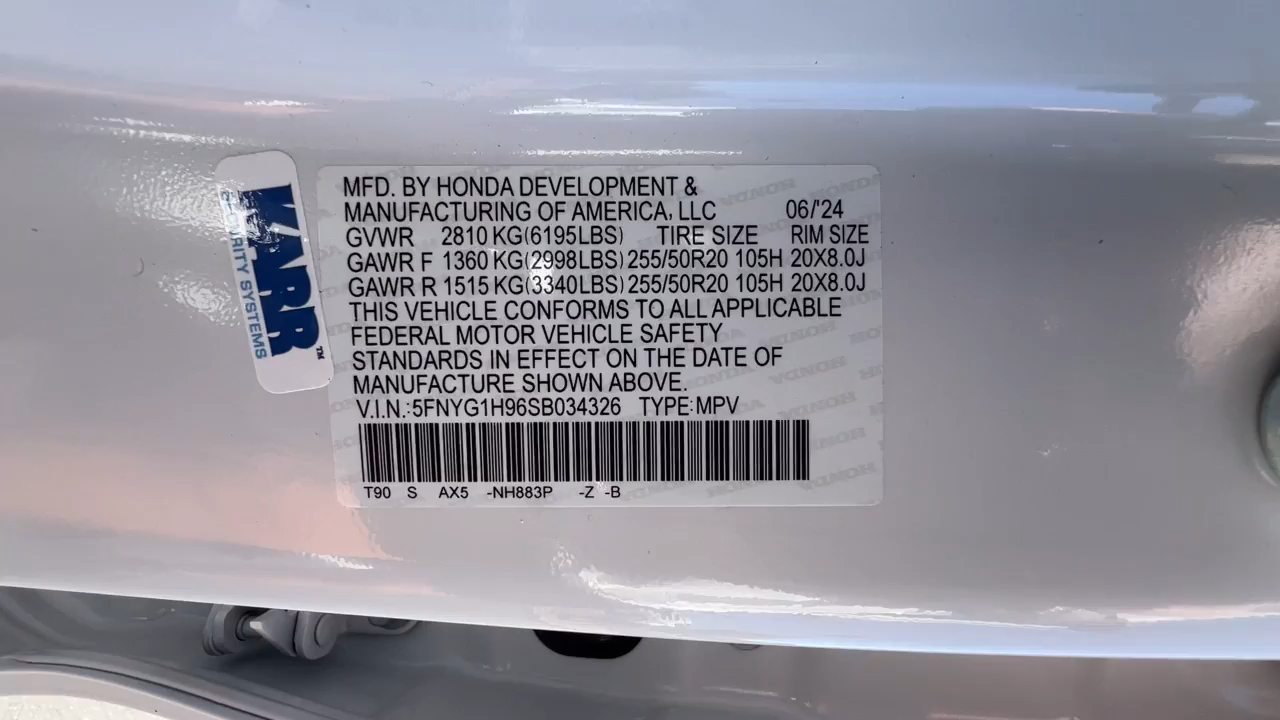 MFD. BY HONDA DEVELOPMENT &
MANUFACTURING OF AMERICA, LLC 06/'24
GVWR 2810 KG(6195LBS) TIRE SIZE RIM SIZE
GAWR F 1360 KG(2998LBS) 255/50R20 105H 20X8.0J
GAWR R 1515 KG(3340LBS) 255/50R20 105H 20X8.0J
THIS VEHICLE CONFORMS TO ALL APPLICABLE
FEDERAL MOTOR VEHICLE SAFETY
STANDARDS IN EFFECT ON THE DATE OF
MANUFACTURE SHOWN ABOVE.
V.I.N.:5FNYG1H96SB034326 TYPE:MPV
T90 S AX5 -NH883P -Z -B
KARR™
SYSTEMS